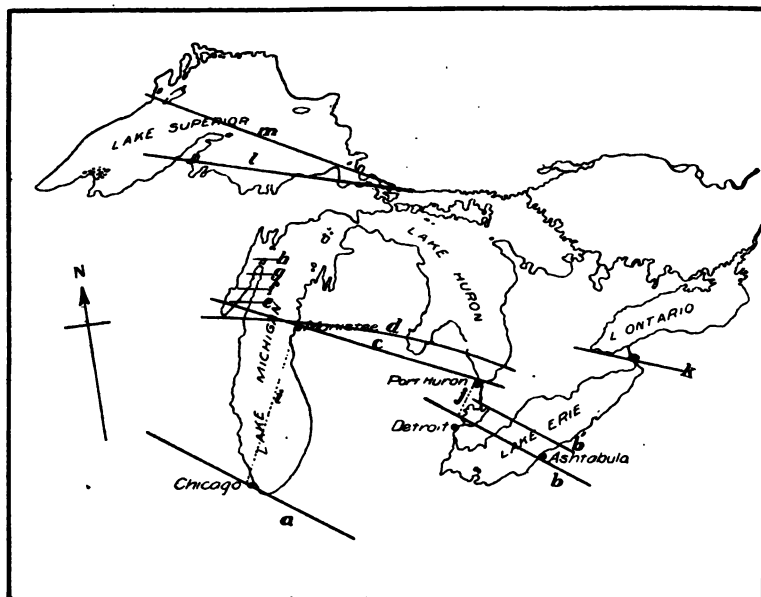 LAKE SUPERIOR
m
l
LAKE HURON
N
h
g
f
e
LAKE MICHIGAN
Manistee
d
c
L ONTARIO
k
Port Huron
j
Detroit
LAKE ERIE
b'
Ashtabula
b
Chicago
a